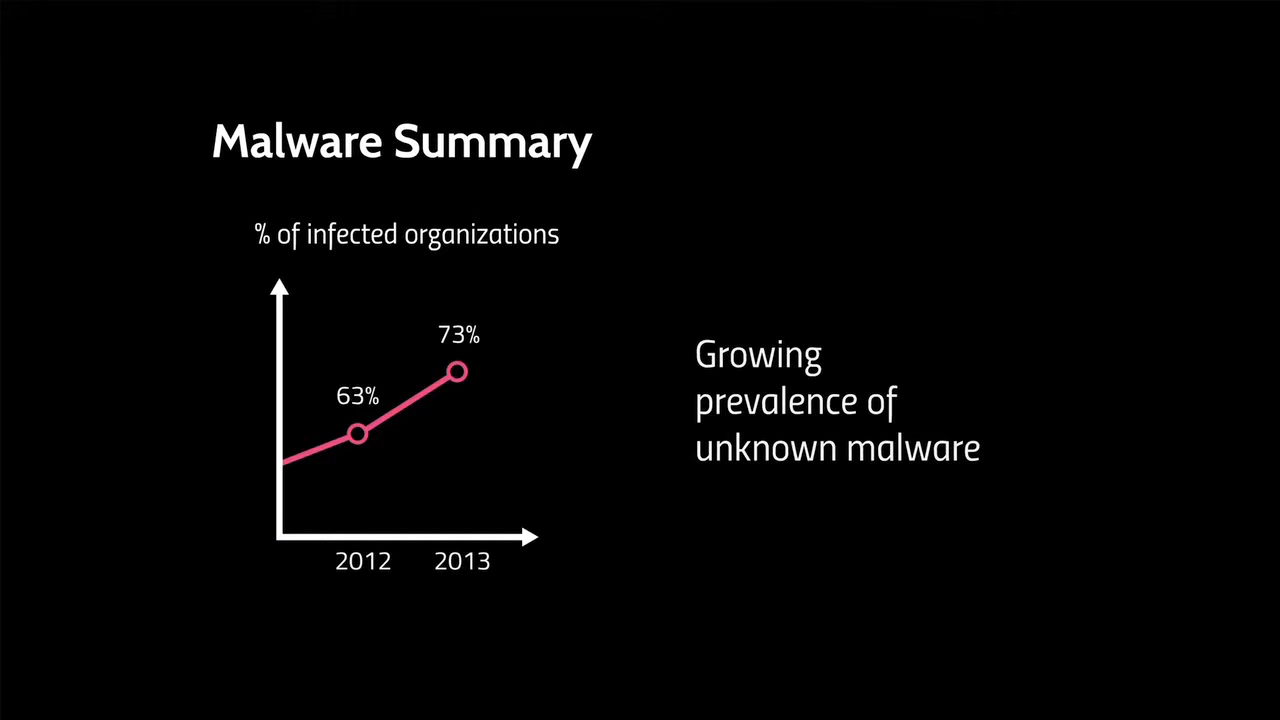 Malware Summary
% of infected organizations
73%
63%
2012
2013
Growing
prevalence of
unknown malware